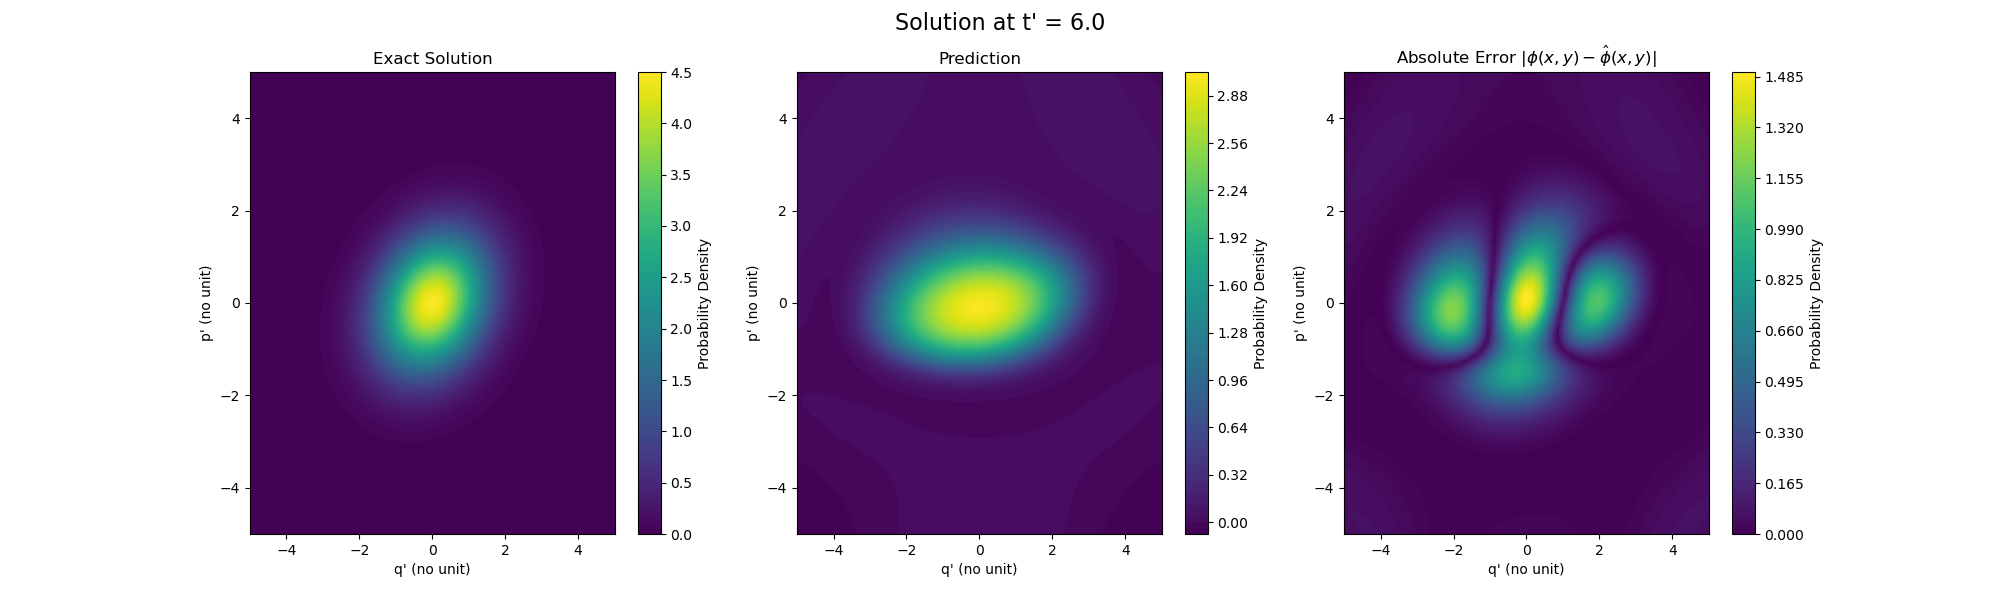 Solution at t' = 6.0
Exact Solution
4
2
0
−2
−4
p' (no unit)
−4 −2 0 2 4
q' (no unit)
4.5
4.0
3.5
3.0
2.5
2.0
1.5
1.0
0.5
0.0
Probability Density
Prediction
4
2
0
−2
−4
p' (no unit)
−4 −2 0 2 4
q' (no unit)
2.88
2.56
2.24
1.92
1.60
1.28
0.96
0.64
0.32
0.00
Probability Density
Absolute Error |ϕ(x, y) − ϕ̂(x, y)|
4
2
0
−2
−4
p' (no unit)
−4 −2 0 2 4
q' (no unit)
1.485
1.320
1.155
0.990
0.825
0.660
0.495
0.330
0.165
0.000
Probability Density